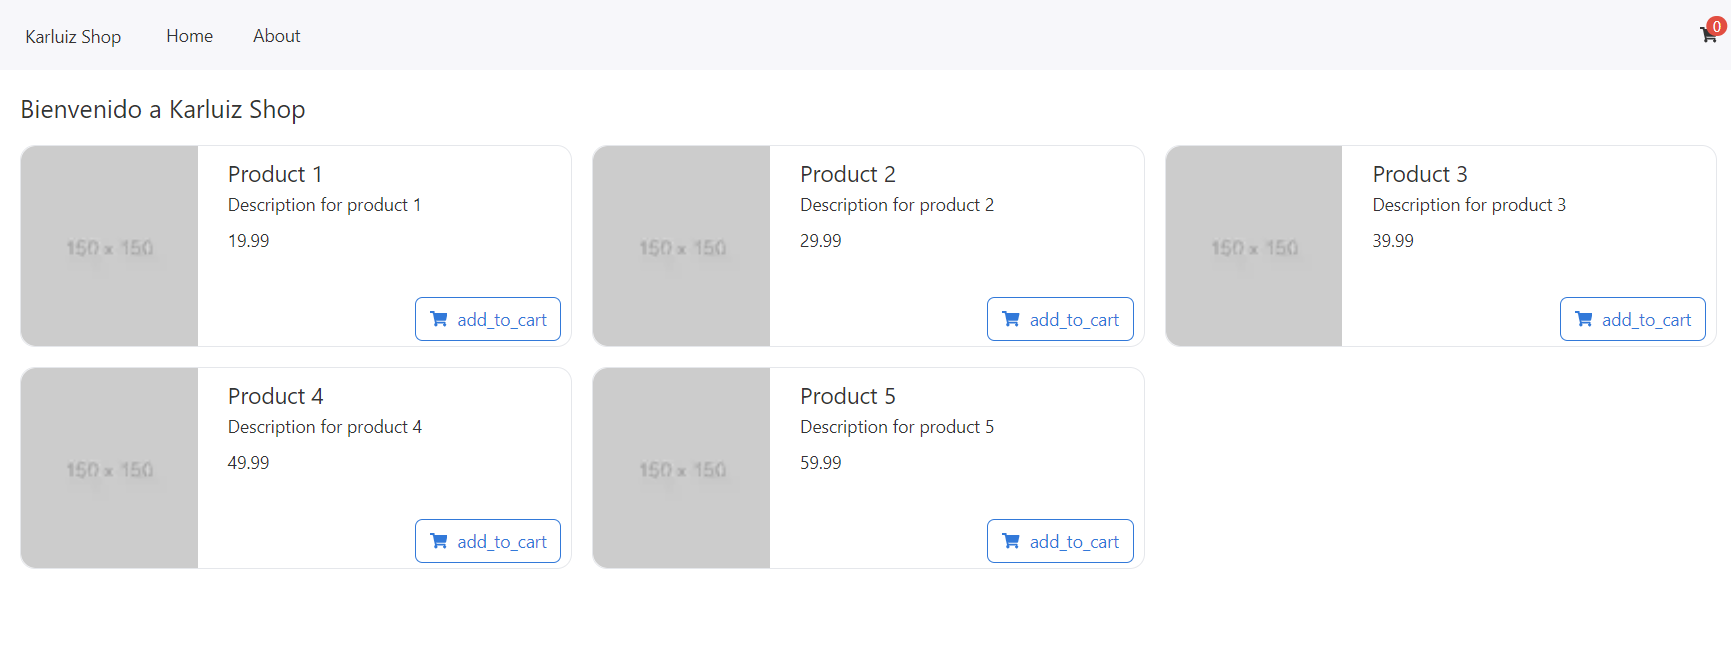 Karluiz Shop Home About 0
Bienvenido a Karluiz Shop
150 x 150
Product 1
Description for product 1
19.99
add_to_cart
150 x 150
Product 2
Description for product 2
29.99
add_to_cart
150 x 150
Product 3
Description for product 3
39.99
add_to_cart
150 x 150
Product 4
Description for product 4
49.99
add_to_cart
150 x 150
Product 5
Description for product 5
59.99
add_to_cart